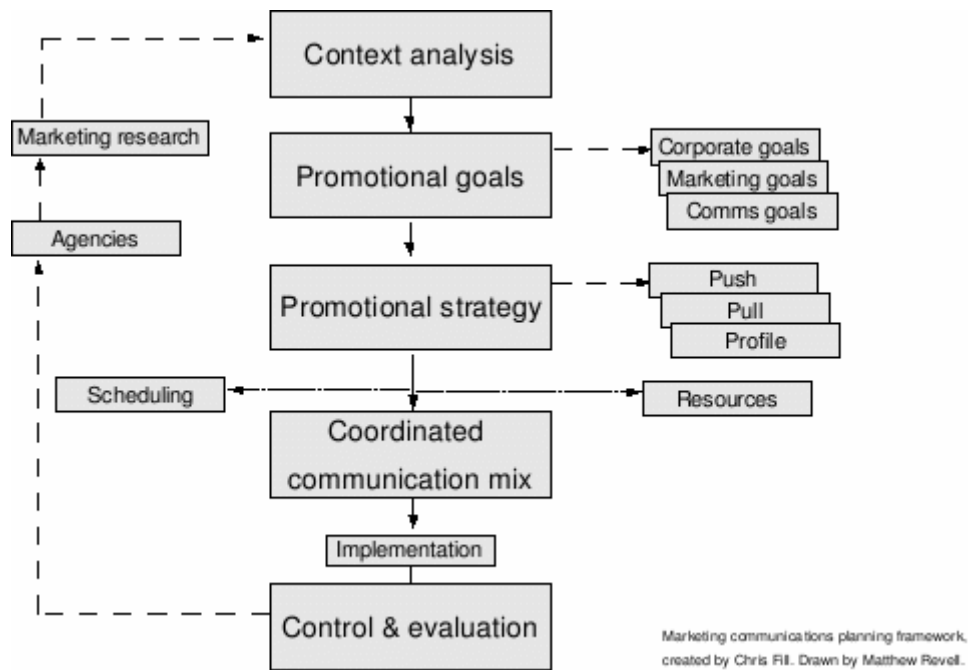 Context analysis
Marketing research
Promotional goals
Corporate goals
Marketing goals
Comms goals
Agencies
Promotional strategy
Push
Pull
Profile
Scheduling
Resources
Coordinated
communication mix
Implementation
Control & evaluation
Marketing communications planning framework,
created by Chris Fill. Drawn by Matthew Revell.